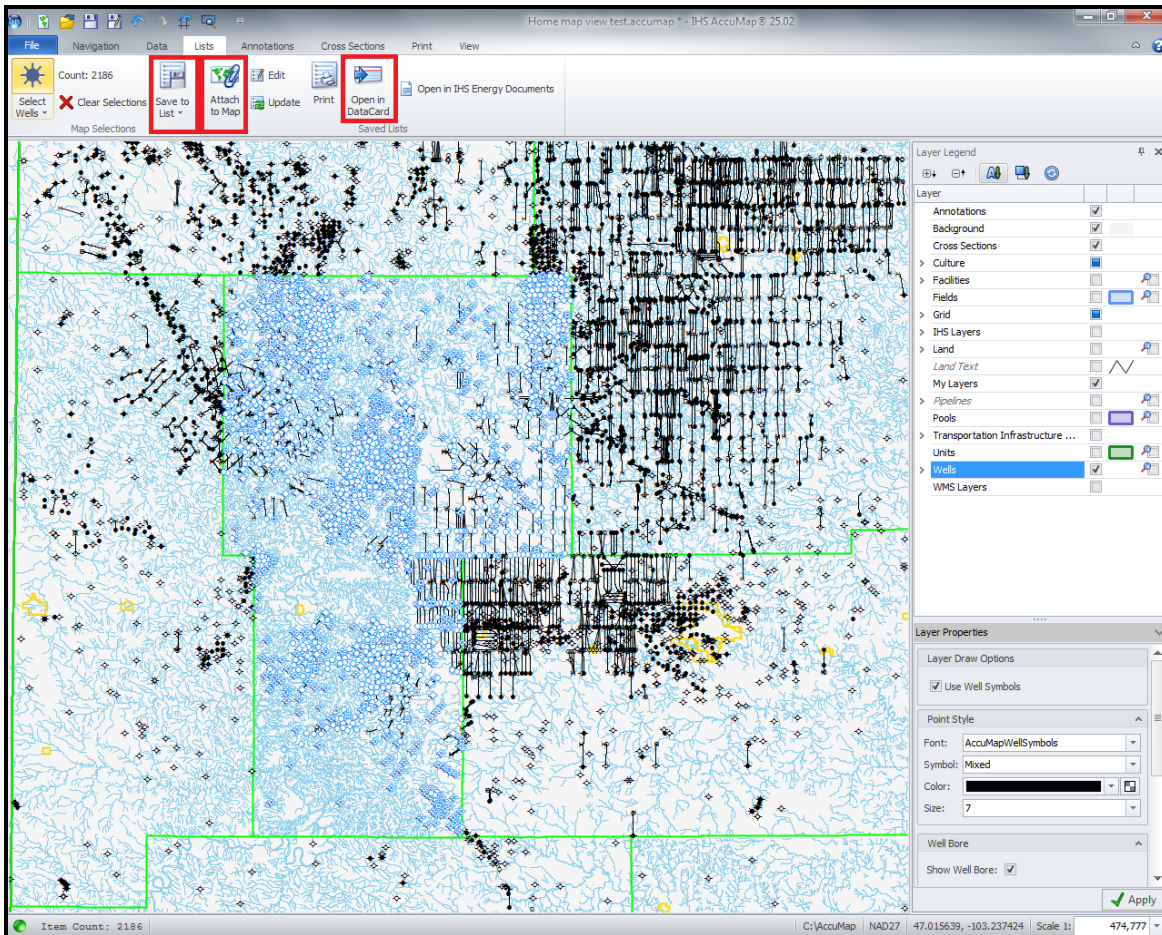 Home map view test.accumap * - IHS AccuMap® 25.02
File Navigation Data Lists Annotations Cross Sections Print View
Select Wells
Count: 2186
Clear Selections
Save to List
Attach to Map
Edit
Update
Print
Open in DataCard
Open in IHS Energy Documents
Map Selections
Saved Lists
Layer Legend
Layer
Annotations
Background
Cross Sections
Culture
Facilities
Fields
Grid
IHS Layers
Land
Land Text
My Layers
Pipelines
Pools
Transportation Infrastructure ...
Units
Wells
WMS Layers
Layer Properties
Layer Draw Options
Use Well Symbols
Point Style
Font: AccuMapWellSymbols
Symbol: Mixed
Color:
Size: 7
Well Bore
Show Well Bore:
Apply
Item Count: 2186
C:\AccuMap NAD27 47.015639, -103.237424 Scale 1: 474,777